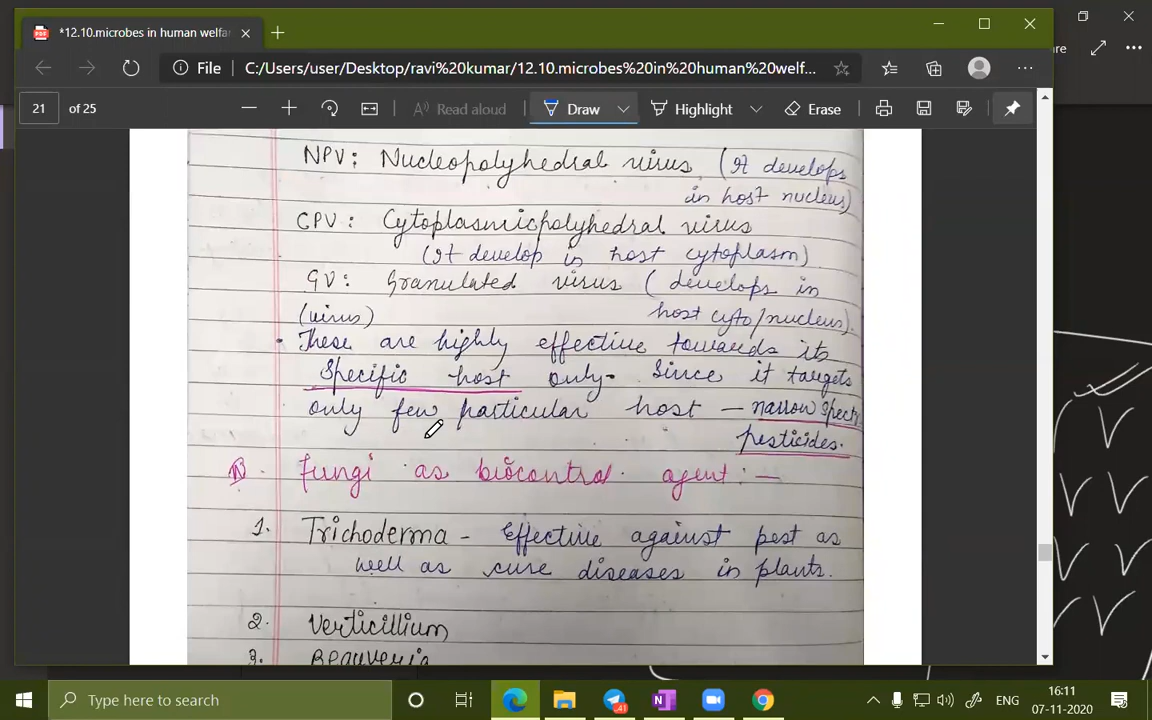 *12.10.microbes in human welfa
File
C:/Users/user/Desktop/ravi%20kumar/12.10.microbes%20in%20human%20welf...
21 of 25
Read aloud
Draw
Highlight
Erase
re
NPV: Nucleopolyhedral virus (It develops
in host nucleus)
CPV: Cytoplasmicpolyhedral virus
(It develop in host cytoplasm)
GV: Granulated virus (develops in
(virus) host cyto/nucleus).
• These are highly effective towards its
specific host only. Since it targets
only few particular host – narrow spect
pesticides.
B. fungi as biocontrol agent: —
1. Trichoderma - Effective against pest as
well as cure diseases in plants.
2. Verticillium
3. Beauveria
Type here to search
41
ENG
16:11
07-11-2020